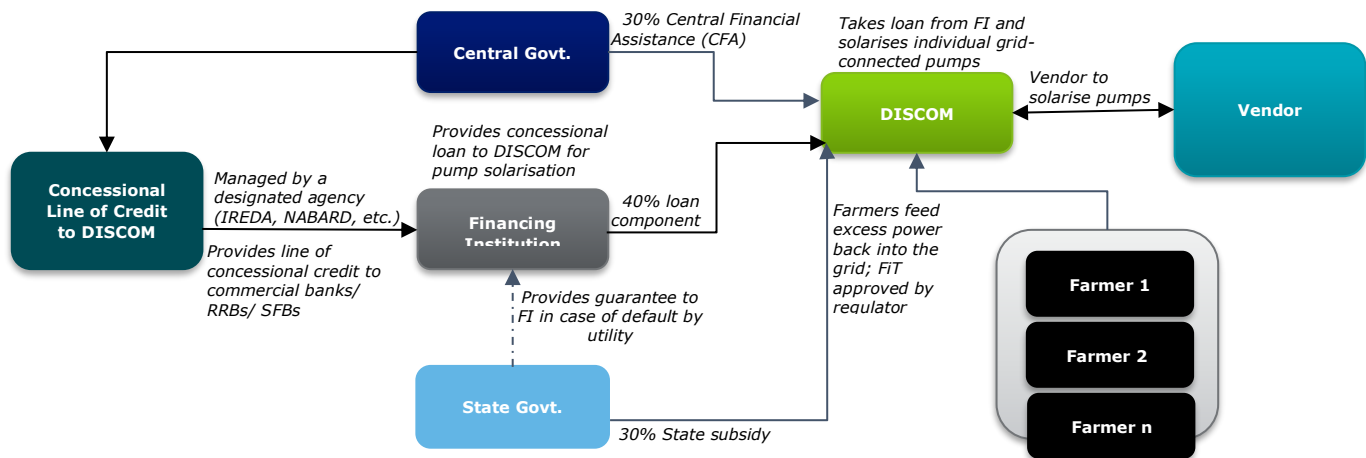 30% Central Financial
Assistance (CFA)
Central Govt.
Takes loan from FI and
solarises individual grid-
connected pumps
DISCOM
Vendor to
solarise pumps
Vendor
Provides concessional
loan to DISCOM for
pump solarisation
Concessional
Line of Credit
to DISCOM
Managed by a
designated agency
(IREDA, NABARD, etc.)
Provides line of
concessional credit to
commercial banks/
RRBs/ SFBs
Financing
Institution
40% loan
component
Farmers feed
excess power
back into the
grid; FiT
approved by
regulator
Provides guarantee to
FI in case of default by
utility
State Govt.
30% State subsidy
Farmer 1
Farmer 2
Farmer n